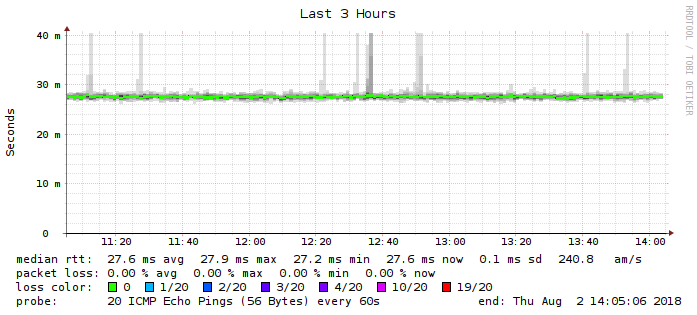 Last 3 Hours
RRDTOOL / TOBI OETIKER
Seconds
40 m
30 m
20 m
10 m
0
11:20 11:40 12:00 12:20 12:40 13:00 13:20 13:40 14:00
median rtt: 27.6 ms avg 27.9 ms max 27.2 ms min 27.6 ms now 0.1 ms sd 240.8 am/s
packet loss: 0.00 % avg 0.00 % max 0.00 % min 0.00 % now
loss color: 0 1/20 2/20 3/20 4/20 10/20 19/20
probe: 20 ICMP Echo Pings (56 Bytes) every 60s end: Thu Aug 2 14:05:06 2018